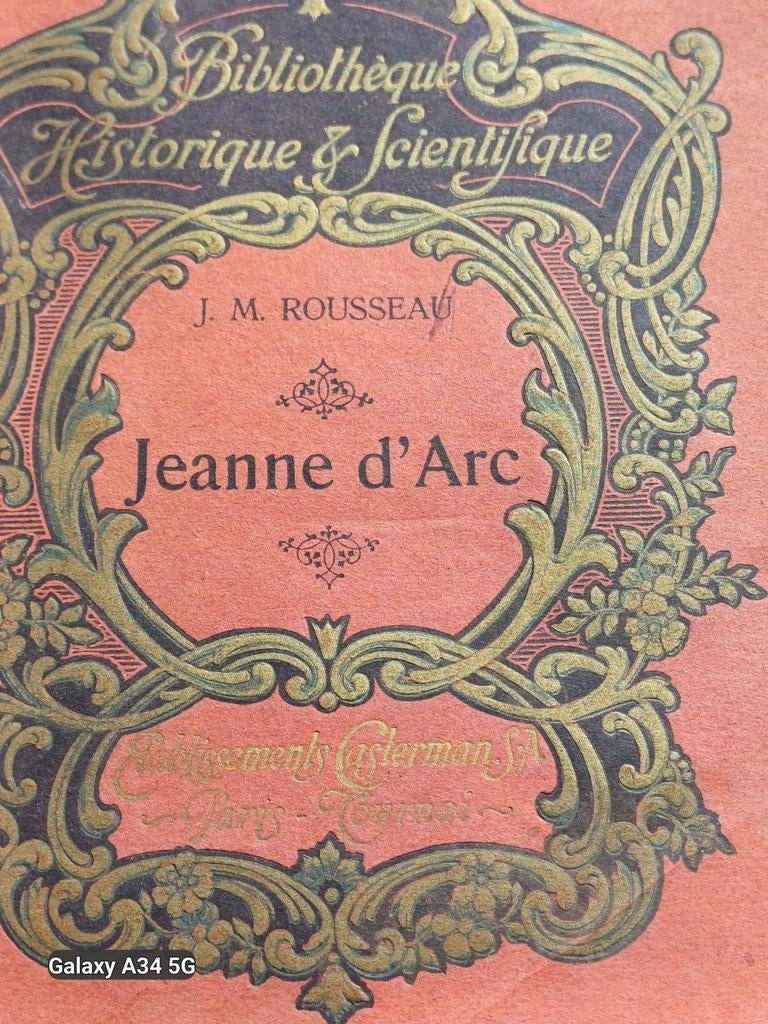 Bibliothèque
Historique & Scientifique
J. M. ROUSSEAU
Jeanne d'Arc
Etablissements Casterman. S.A
Paris - Tournai
Galaxy A34 5G